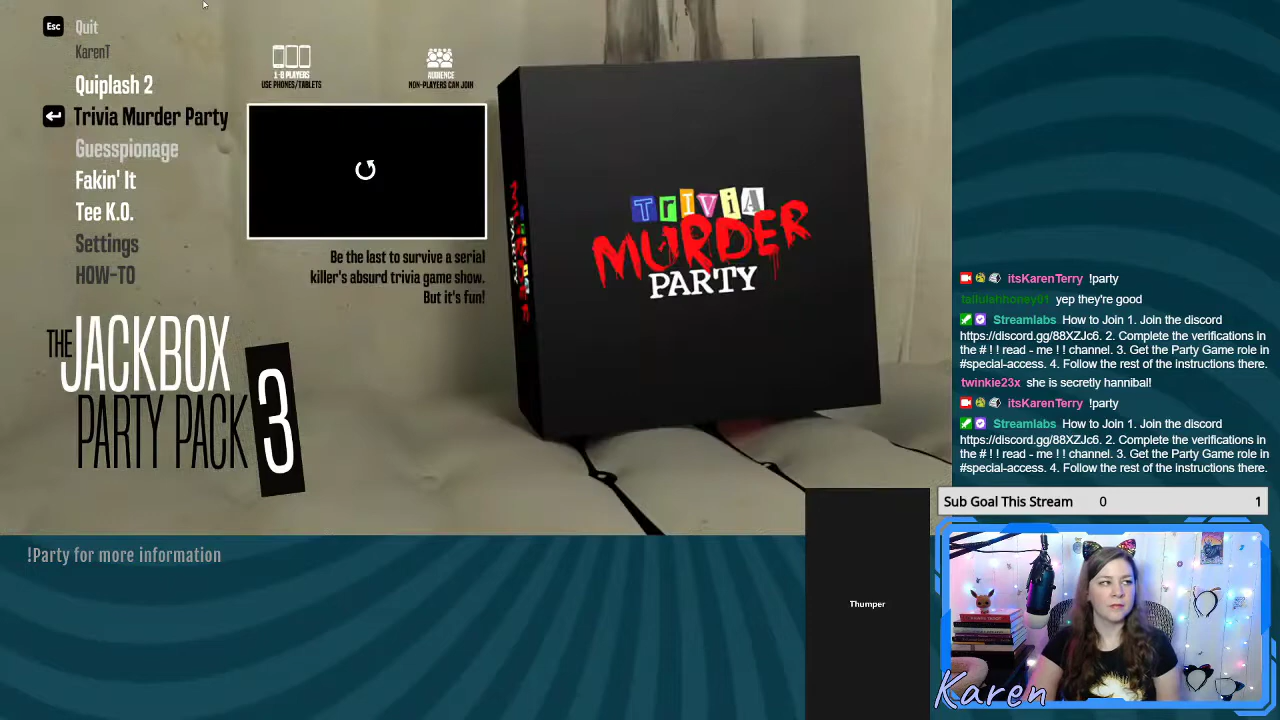 Esc Quit
KarenT
Quiplash 2
Trivia Murder Party
Guesspionage
Fakin' It
Tee K.O.
Settings
HOW-TO
1-8 PLAYERS
USE PHONES/TABLETS
AUDIENCE
NON-PLAYERS CAN JOIN
Be the last to survive a serial
killer's absurd trivia game show.
But it's fun!
THE JACKBOX
PARTY PACK 3
TRIVIA
MURDER
PARTY
TRIVIA MURDER PARTY
itsKarenTerry !party
tallulahhoney01 yep they're good
Streamlabs How to Join 1. Join the discord
https://discord.gg/88XZJc6. 2. Complete the verifications in
the # ! ! read - me ! ! channel. 3. Get the Party Game role in
#special-access. 4. Follow the rest of the instructions there.
twinkie23x she is secretly hannibal!
itsKarenTerry !party
Streamlabs How to Join 1. Join the discord
https://discord.gg/88XZJc6. 2. Complete the verifications in
the # ! ! read - me ! ! channel. 3. Get the Party Game role in
#special-access. 4. Follow the rest of the instructions there.
Sub Goal This Stream 0 1
!Party for more information
Thumper
Karen